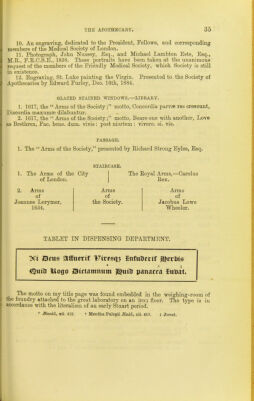 THE APOTHECARY. 35
10. An engraving, dedicated to the President, Fellows, and corresponding
members of the Medical Society of London.
11. Photograph, John Nussey, Esq., and Michael Lambton Este, Esq.,
M.D., F.R.C.S.E., 1838. These portraits have been taken at the unanimous
request of the members of the Friendly Medical Society, which Society is still
in existence.
12. Engraving, St. Luke painting the Virgin. Presented to the Society of
Apothecaries by Edward Furley, Dec. 16th, 1884.
GLAZED STAINED WINDOWS.—LIBRARY.
1. 1617, the “Arms of the Society;” motto, Concordia parvæ res crescunt,
Discordia maxumæ dilabuntur.
2. 1617, the “Arms of the Society;” motto, Beare one with another, Love
as Brethren, Fac. bene. dum. vivis: post mortem: vivere. si. vis.
PASSAGE.
1. The “Arms of the Society,” presented by Richard Strong Eyles, Esq.
STAIRCASE.
1. The Arms of the City
of London.
The Royal Arms,—Carolus
Rex.
2. Arms
of
Joannes Lorymer.
1654.
Arms
of
the Society.
Arms
of
Jacobus Lowe
Wheeler.
TABLET IN DISPENSING DEPARTMENT.
Ni Deus Affuerit Viresq; Infuderit Herbis
Quid Rogo Dictamnum Quid panacea Iuvat.
The motto on my title page was found embedded in the weighing-room of
the foundry attached to the great laboratory on an iron floor. The type is in
accordance with the literalism of an early Stuart period.